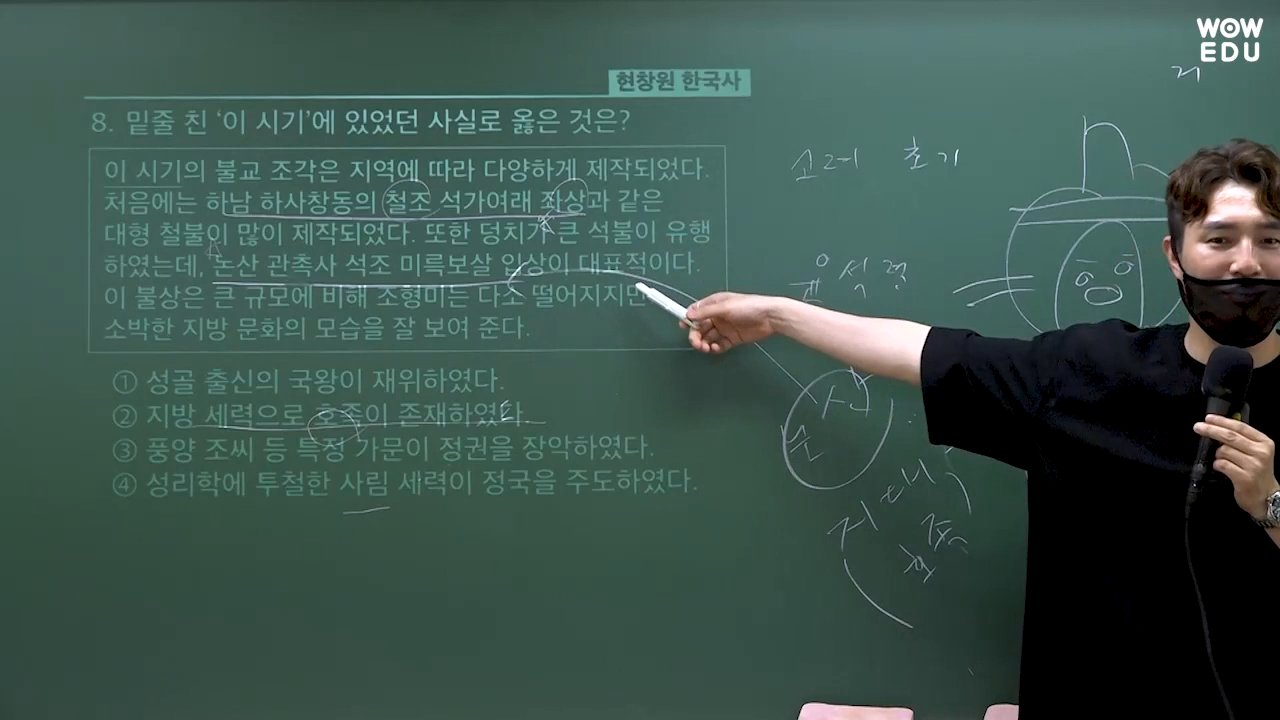 WOW
EDU
현창원 한국사
8. 밑줄 친 ‘이 시기’에 있었던 사실로 옳은 것은?
이 시기의 불교 조각은 지역에 따라 다양하게 제작되었다.
처음에는 하남 하사창동의 철조 석가여래 좌상과 같은
대형 철불이 많이 제작되었다. 또한 덩치가 큰 석불이 유행
하였는데, 논산 관촉사 석조 미륵보살 입상이 대표적이다.
이 불상은 큰 규모에 비해 조형미는 다소 떨어지지만
소박한 지방 문화의 모습을 잘 보여 준다.
① 성골 출신의 국왕이 재위하였다.
② 지방 세력으로 호족이 존재하였다.
③ 풍양 조씨 등 특정 가문이 정권을 장악하였다.
④ 성리학에 투철한 사림 세력이 정국을 주도하였다.
초기